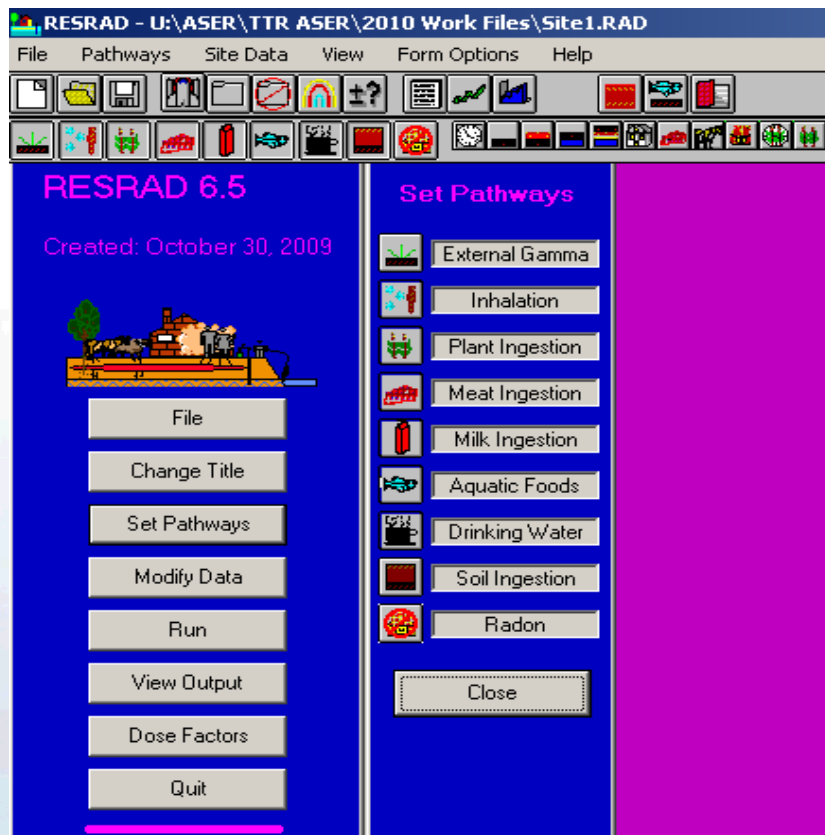 RESRAD - U:\ASER\TTR ASER\2010 Work Files\Site1.RAD
File Pathways Site Data View Form Options Help
±?
RESRAD 6.5
Created: October 30, 2009
File
Change Title
Set Pathways
Modify Data
Run
View Output
Dose Factors
Quit
Set Pathways
External Gamma
Inhalation
Plant Ingestion
Meat Ingestion
Milk Ingestion
Aquatic Foods
Drinking Water
Soil Ingestion
Radon
Close